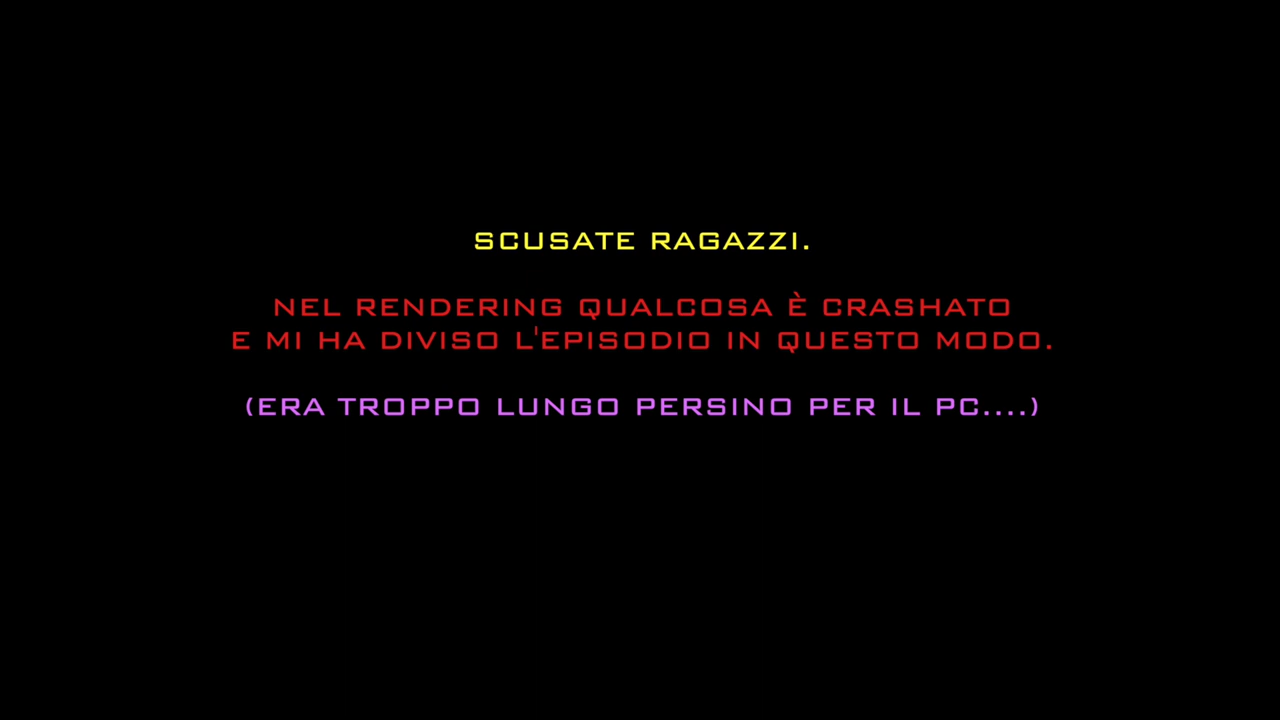 SCUSATE RAGAZZI.
NEL RENDERING QUALCOSA È CRASHATO
E MI HA DIVISO L'EPISODIO IN QUESTO MODO.
(ERA TROPPO LUNGO PERSINO PER IL PC....)